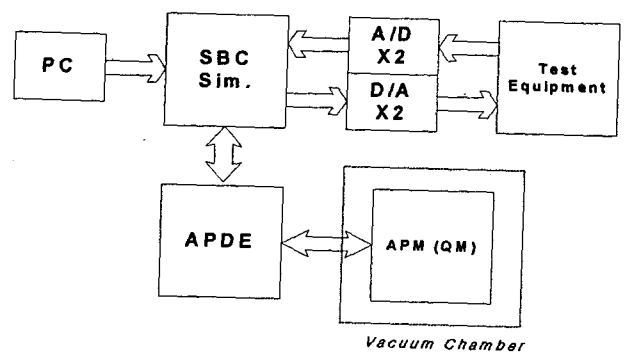 PC
SBC
Sim.
A/D
X2
D/A
X2
Test
Equipment
APDE
APM (QM)
Vacuum Chamber